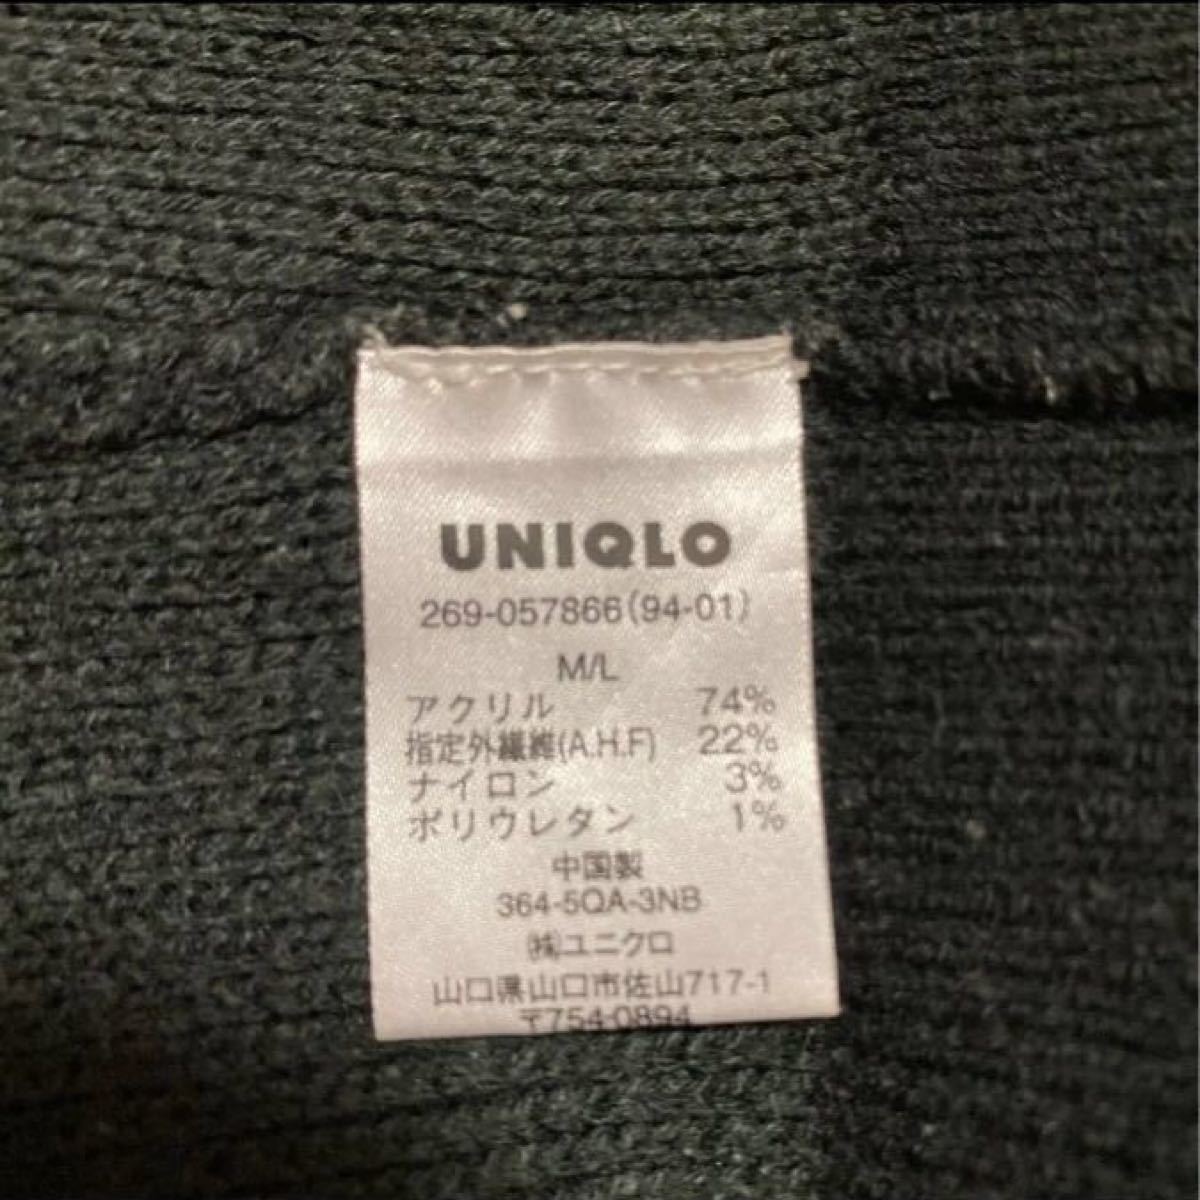 UNIQLO
269-057866(94-01)
M/L
アクリル 74%
指定外繊維(A.H.F) 22%
ナイロン 3%
ポリウレタン 1%
中国製
364-5QA-3NB
㈱ユニクロ
山口県山口市佐山717-1
〒754-0894